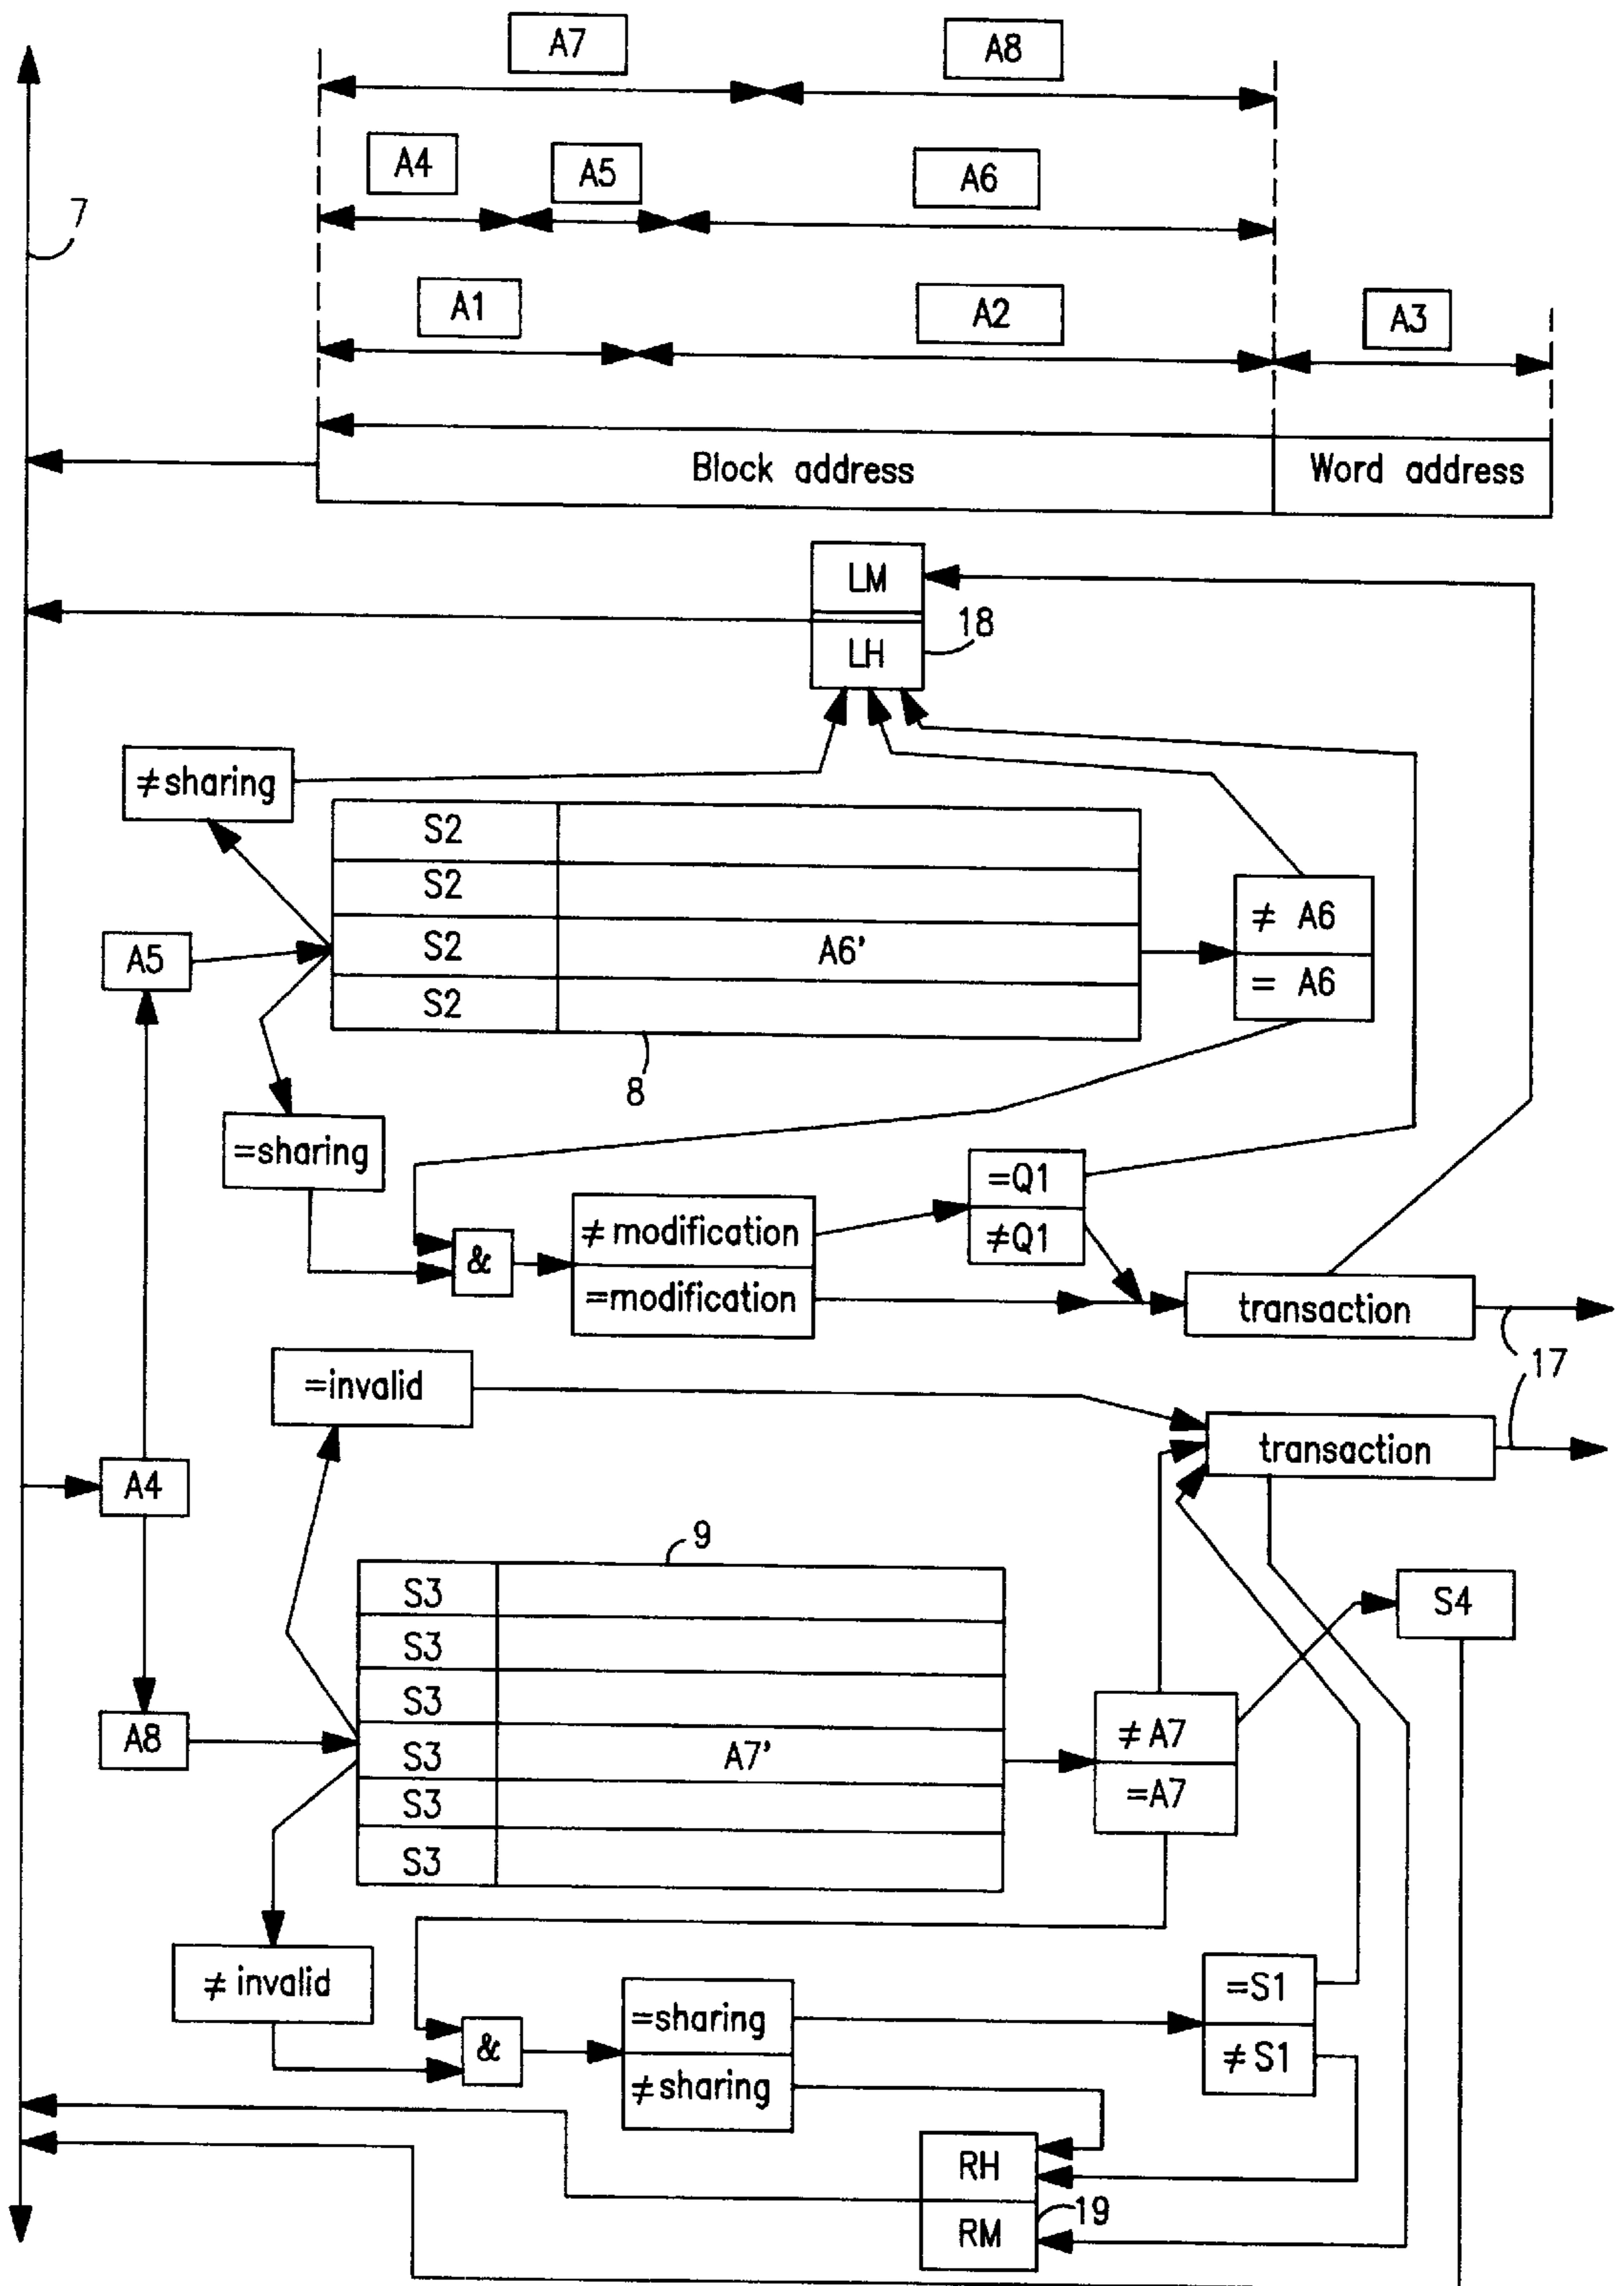 A7 A8
A4 A5 A6
7
A1 A2 A3
Block address Word address
LM
LH
18
≠sharing
S2
S2
S2 A6'
S2
8
A5
≠ A6
= A6
=sharing
&
≠ modification
=modification
=Q1
≠Q1
transaction
17
=invalid
transaction
A4
9
S3
S3
S3
S3 A7'
S3
S3
S4
A8
≠ A7
=A7
≠ invalid
&
=sharing
≠sharing
=S1
≠ S1
RH
RM
19